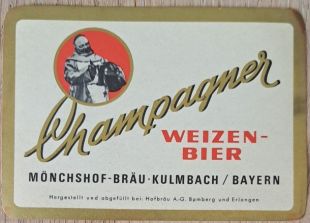 Champagner
WEIZEN-
BIER
MÖNCHSHOF-BRÄU·KULMBACH / BAYERN
Hergestellt und abgefüllt bei: Hofbräu A.-G. Bamberg und Erlangen